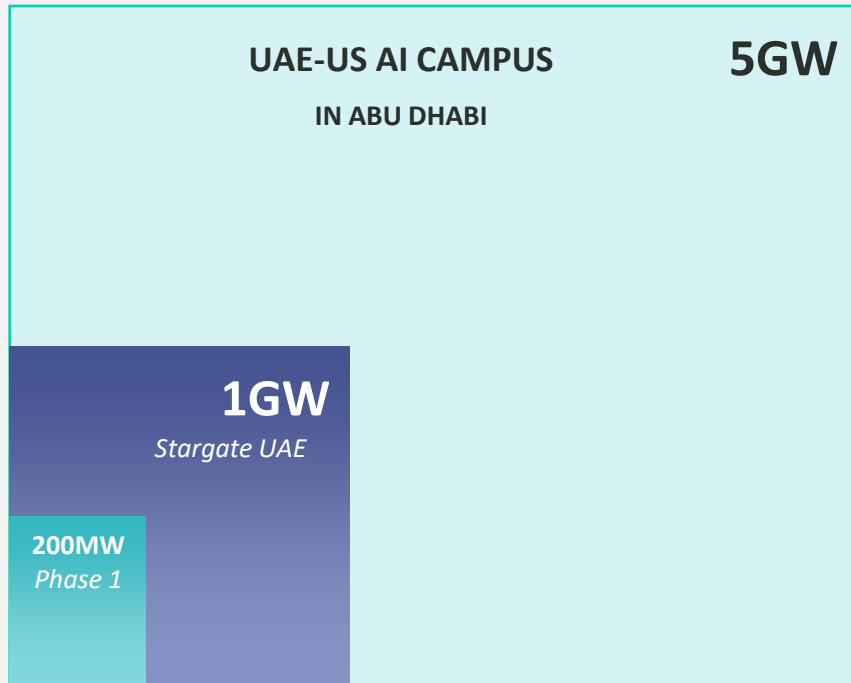 UAE-US AI CAMPUS
5GW
IN ABU DHABI
1GW
Stargate UAE
200MW
Phase 1